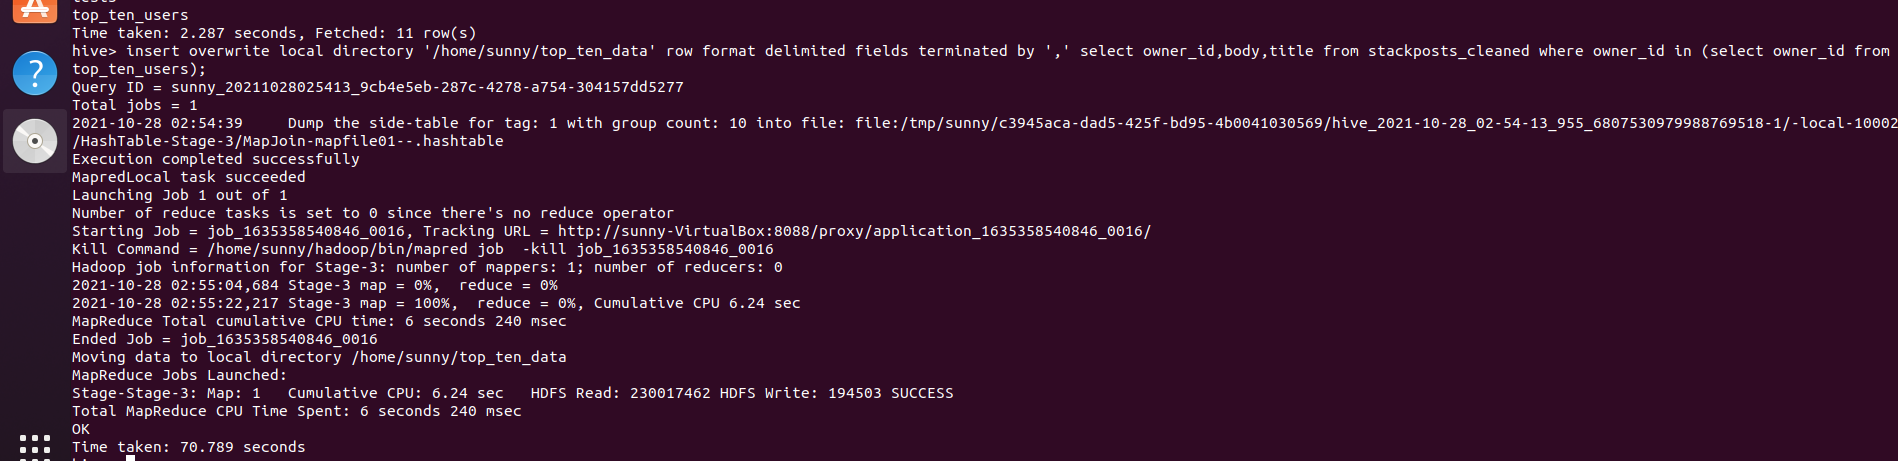 top_ten_users
Time taken: 2.287 seconds, Fetched: 11 row(s)
hive> insert overwrite local directory '/home/sunny/top_ten_data' row format delimited fields terminated by ',' select owner_id,body,title from stackposts_cleaned where owner_id in (select owner_id from
top_ten_users);
Query ID = sunny_20211028025413_9cb4e5eb-287c-4278-a754-304157dd5277
Total jobs = 1
2021-10-28 02:54:39     Dump the side-table for tag: 1 with group count: 10 into file: file:/tmp/sunny/c3945aca-dad5-425f-bd95-4b0041030569/hive_2021-10-28_02-54-13_955_6807530979988769518-1/-local-10002
/HashTable-Stage-3/MapJoin-mapfile01--.hashtable
Execution completed successfully
MapredLocal task succeeded
Launching Job 1 out of 1
Number of reduce tasks is set to 0 since there's no reduce operator
Starting Job = job_1635358540846_0016, Tracking URL = http://sunny-VirtualBox:8088/proxy/application_1635358540846_0016/
Kill Command = /home/sunny/hadoop/bin/mapred job  -kill job_1635358540846_0016
Hadoop job information for Stage-3: number of mappers: 1; number of reducers: 0
2021-10-28 02:55:04,684 Stage-3 map = 0%,  reduce = 0%
2021-10-28 02:55:22,217 Stage-3 map = 100%,  reduce = 0%, Cumulative CPU 6.24 sec
MapReduce Total cumulative CPU time: 6 seconds 240 msec
Ended Job = job_1635358540846_0016
Moving data to local directory /home/sunny/top_ten_data
MapReduce Jobs Launched:
Stage-Stage-3: Map: 1   Cumulative CPU: 6.24 sec   HDFS Read: 230017462 HDFS Write: 194503 SUCCESS
Total MapReduce CPU Time Spent: 6 seconds 240 msec
OK
Time taken: 70.789 seconds